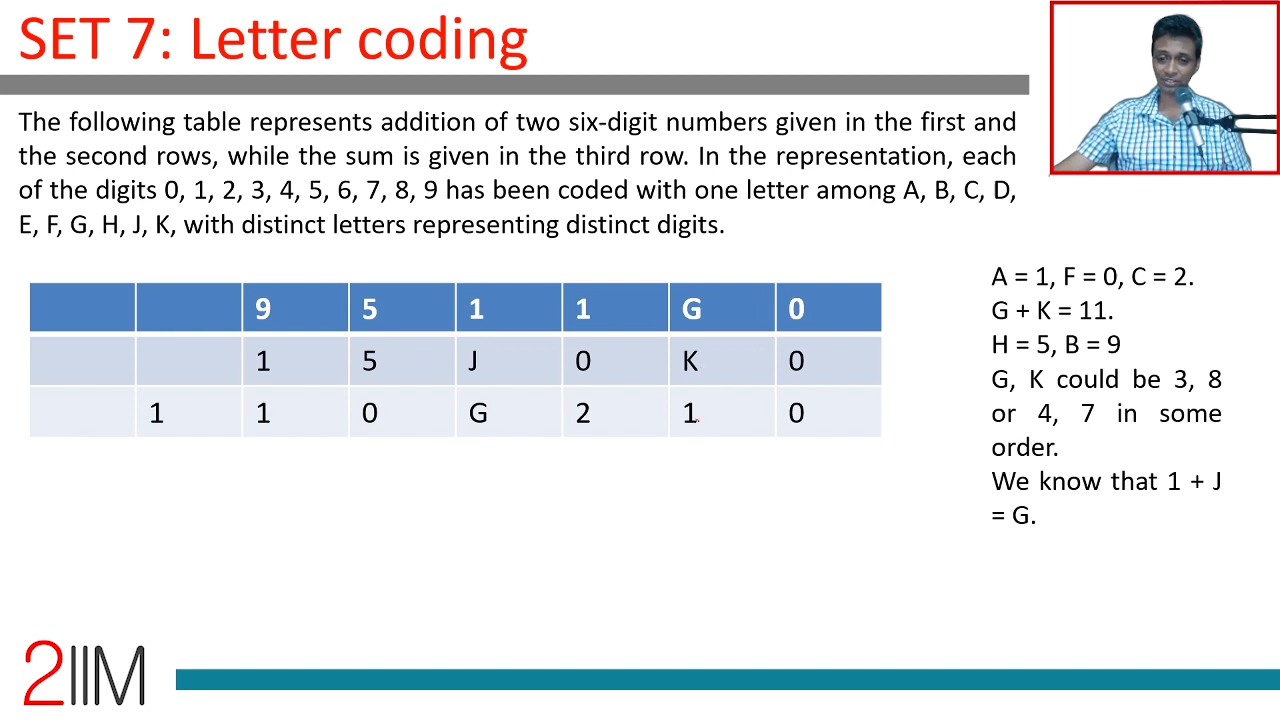 SET 7: Letter coding
The following table represents addition of two six-digit numbers given in the first and
the second rows, while the sum is given in the third row. In the representation, each
of the digits 0, 1, 2, 3, 4, 5, 6, 7, 8, 9 has been coded with one letter among A, B, C, D,
E, F, G, H, J, K, with distinct letters representing distinct digits.
9 5 1 1 G 0
1 5 J 0 K 0
1 1 0 G 2 1 0
A = 1, F = 0, C = 2.
G + K = 11.
H = 5, B = 9
G, K could be 3, 8
or 4, 7 in some
order.
We know that 1 + J
= G.
2IIM